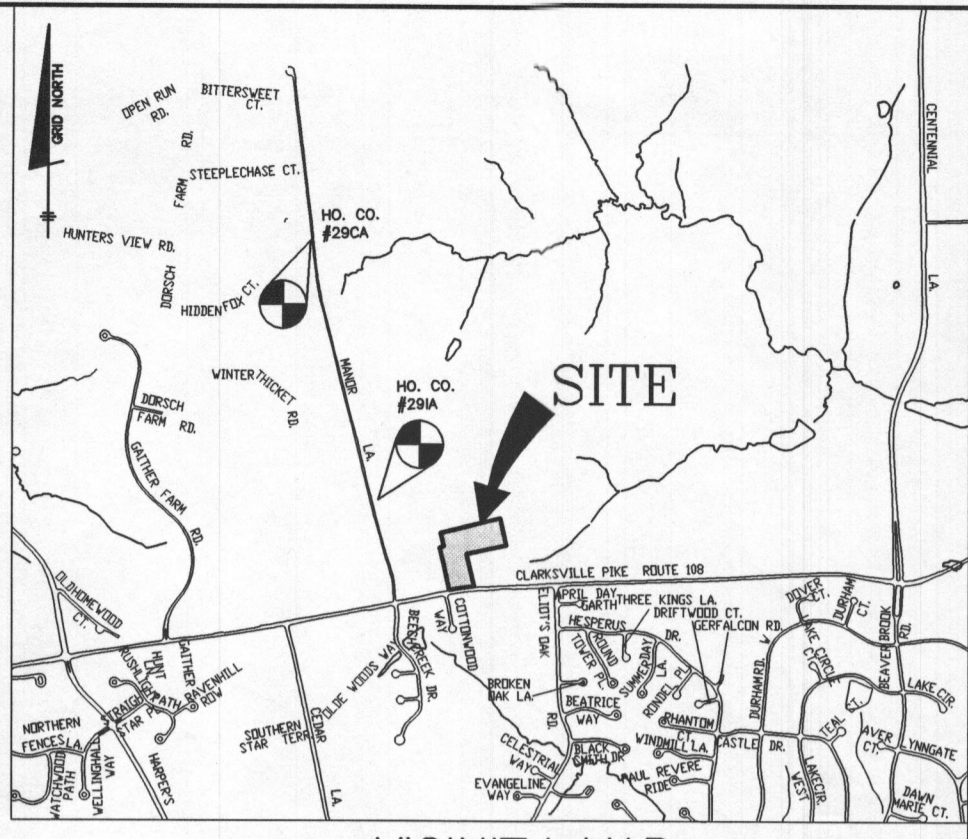 GRID NORTH
OPEN RUN
RD.
BITTERSWEET
CT.
RD.
FARM
STEEPLECHASE CT.
HO. CO.
#29CA
HUNTERS VIEW RD.
DORSCH
HIDDEN FOX CT.
CENTENNIAL
LA.
WINTER THICKET
RD.
MANOR
LA.
HO. CO.
#29IA
SITE
DORSCH
FARM RD.
GAITHER FARM
RD.
CLARKSVILLE PIKE ROUTE 108
OLDHOMEWOOD
CT.
GAITHER
HUNT
LA.
RUSHLIGHT
PATH
STRAIGHT
STAR
RAVENHILL
ROW
NORTHERN
FENCES LA.
WATCHWOOD
PATH
WELLINGHALL
WAY
HARPER'S
SOUTHERN
STAR TERR
CEDAR
LA.
OLDE WOODS WAY
BEECH
CREEK DR.
COTTONWOOD
WAY
ELIOT'S OAK
RD.
APRIL DAY
GARTH
THREE KINGS LA.
DRIFTWOOD CT.
GERFALCON RD.
HESPERUS
DR.
ROUND
TOWER PL.
SUMMERDAY
LA.
RONDEL PL.
BROKEN
OAK LA.
BEATRICE
WAY
PHANTOM
CT.
BLACK
SMITH DR
WINDMILL LA.
CELESTRIAL
WAY
EVANGELINE
WAY
PAUL REVERE
RIDE
CASTLE DR.
DURHAM RD.
W
DOVER
CT.
DURHAM
CT.
LAKE CIRCLE
CT.
BEAVERBROOK
RD.
LAKE CIR.
TEAL CT.
AVER
CT.
LYNNGATE
LAKECIR.
WEST
DAWN
MARIE CT.